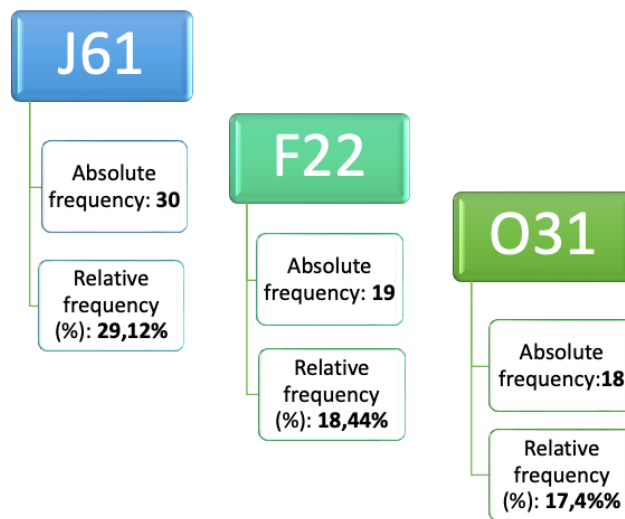 J61
Absolute
frequency: 30
Relative
frequency
(%): 29,12%
F22
Absolute
frequency: 19
Relative
frequency
(%): 18,44%
O31
Absolute
frequency:18
Relative
frequency
(%): 17,4%%